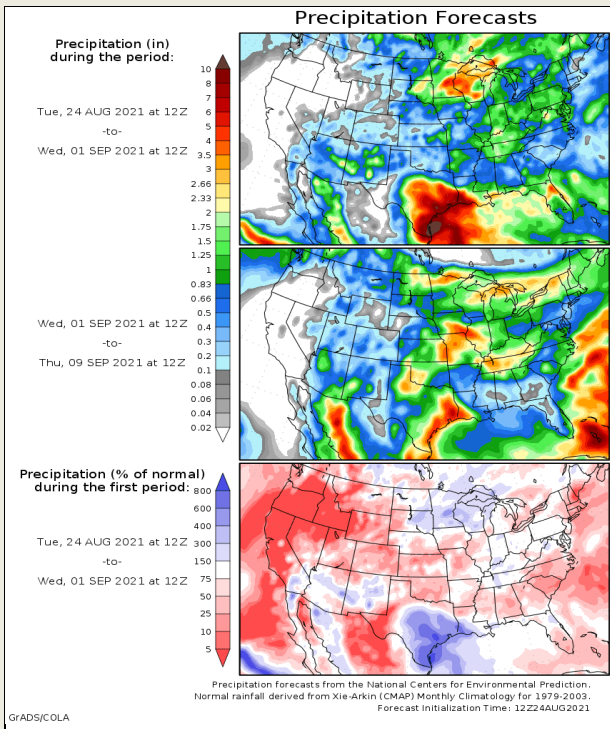 Precipitation Forecasts
Precipitation (in)
during the period:
Tue, 24 AUG 2021 at 12Z
-to-
Wed, 01 SEP 2021 at 12Z
10
8
7
6
5
4
3.5
3
2.66
2.33
2
1.75
1.5
1.25
1
0.83
0.66
0.5
0.4
0.3
0.2
0.1
0.08
0.06
0.04
0.02
Wed, 01 SEP 2021 at 12Z
-to-
Thu, 09 SEP 2021 at 12Z
Precipitation (% of normal)
during the first period:
Tue, 24 AUG 2021 at 12Z
-to-
Wed, 01 SEP 2021 at 12Z
800
600
400
300
150
75
50
25
10
5
Precipitation forecasts from the National Centers for Environmental Prediction.
Normal rainfall derived from Xie-Arkin (CMAP) Monthly Climatology for 1979-2003.
Forecast Initialization Time: 12Z24AUG2021
GrADS/COLA